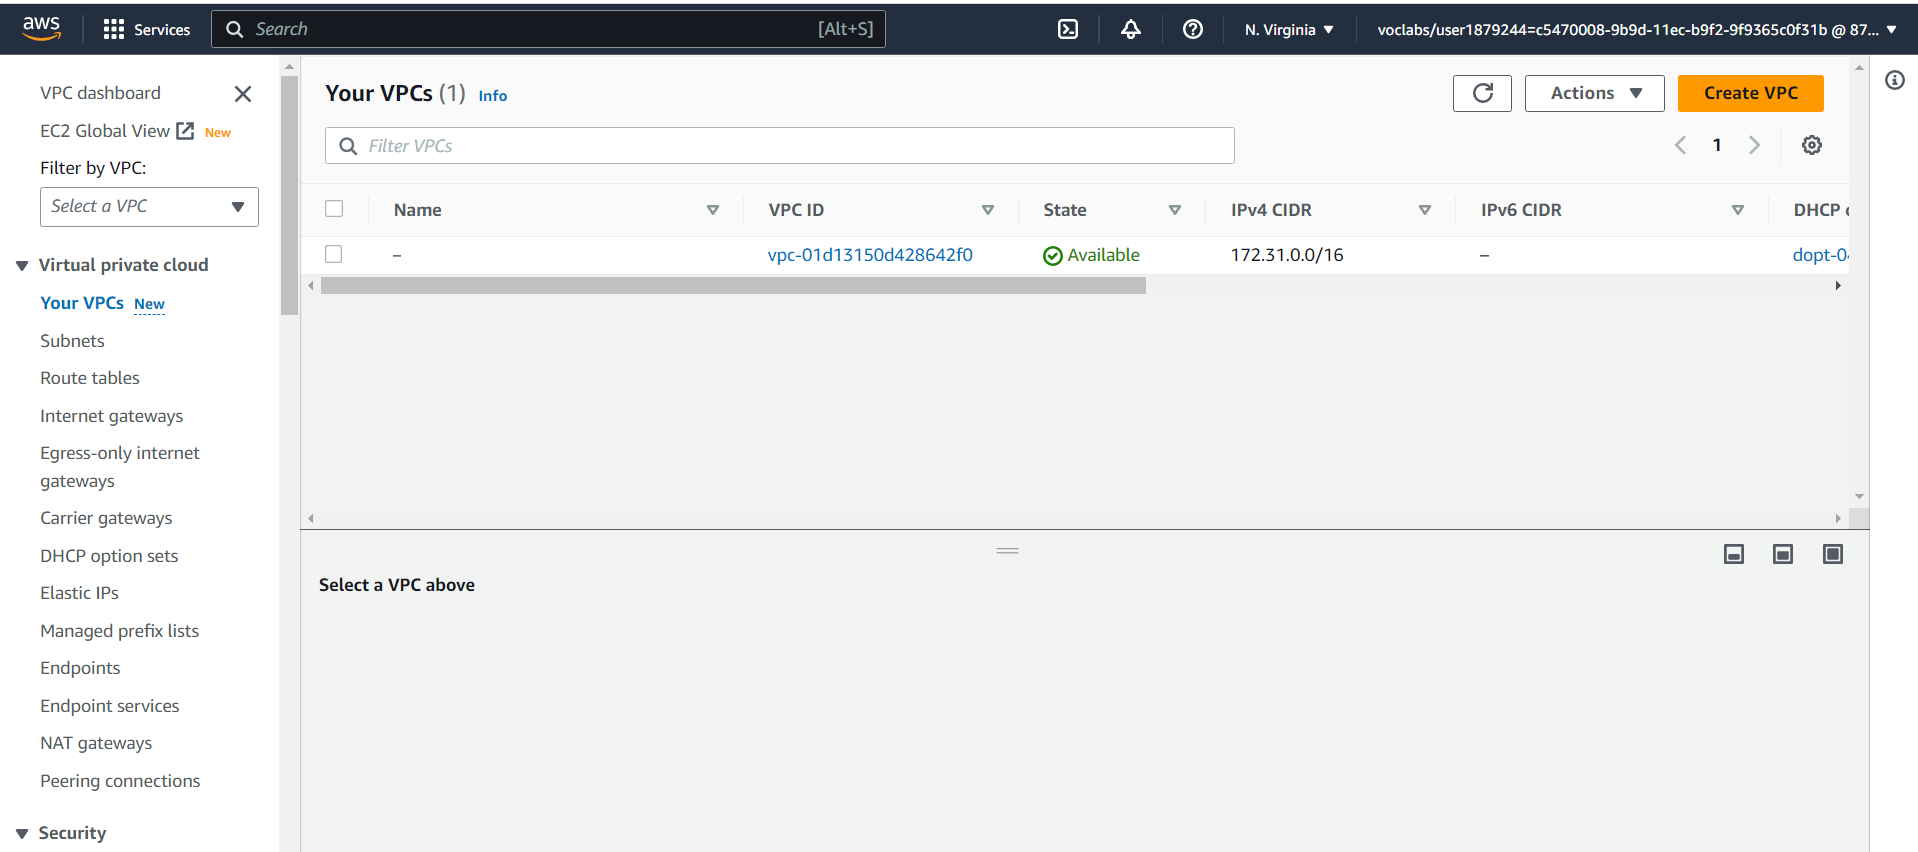 aws
Services
Search [Alt+S]
N. Virginia
voclabs/user1879244=c5470008-9b9d-11ec-b9f2-9f9365c0f31b @ 87...
VPC dashboard
EC2 Global View New
Filter by VPC:
Select a VPC
Virtual private cloud
Your VPCs New
Subnets
Route tables
Internet gateways
Egress-only internet
gateways
Carrier gateways
DHCP option sets
Elastic IPs
Managed prefix lists
Endpoints
Endpoint services
NAT gateways
Peering connections
Security
Your VPCs (1) Info
Actions
Create VPC
Filter VPCs
1
Name VPC ID State IPv4 CIDR IPv6 CIDR DHCP
– vpc-01d13150d428642f0 Available 172.31.0.0/16 –
Select a VPC above